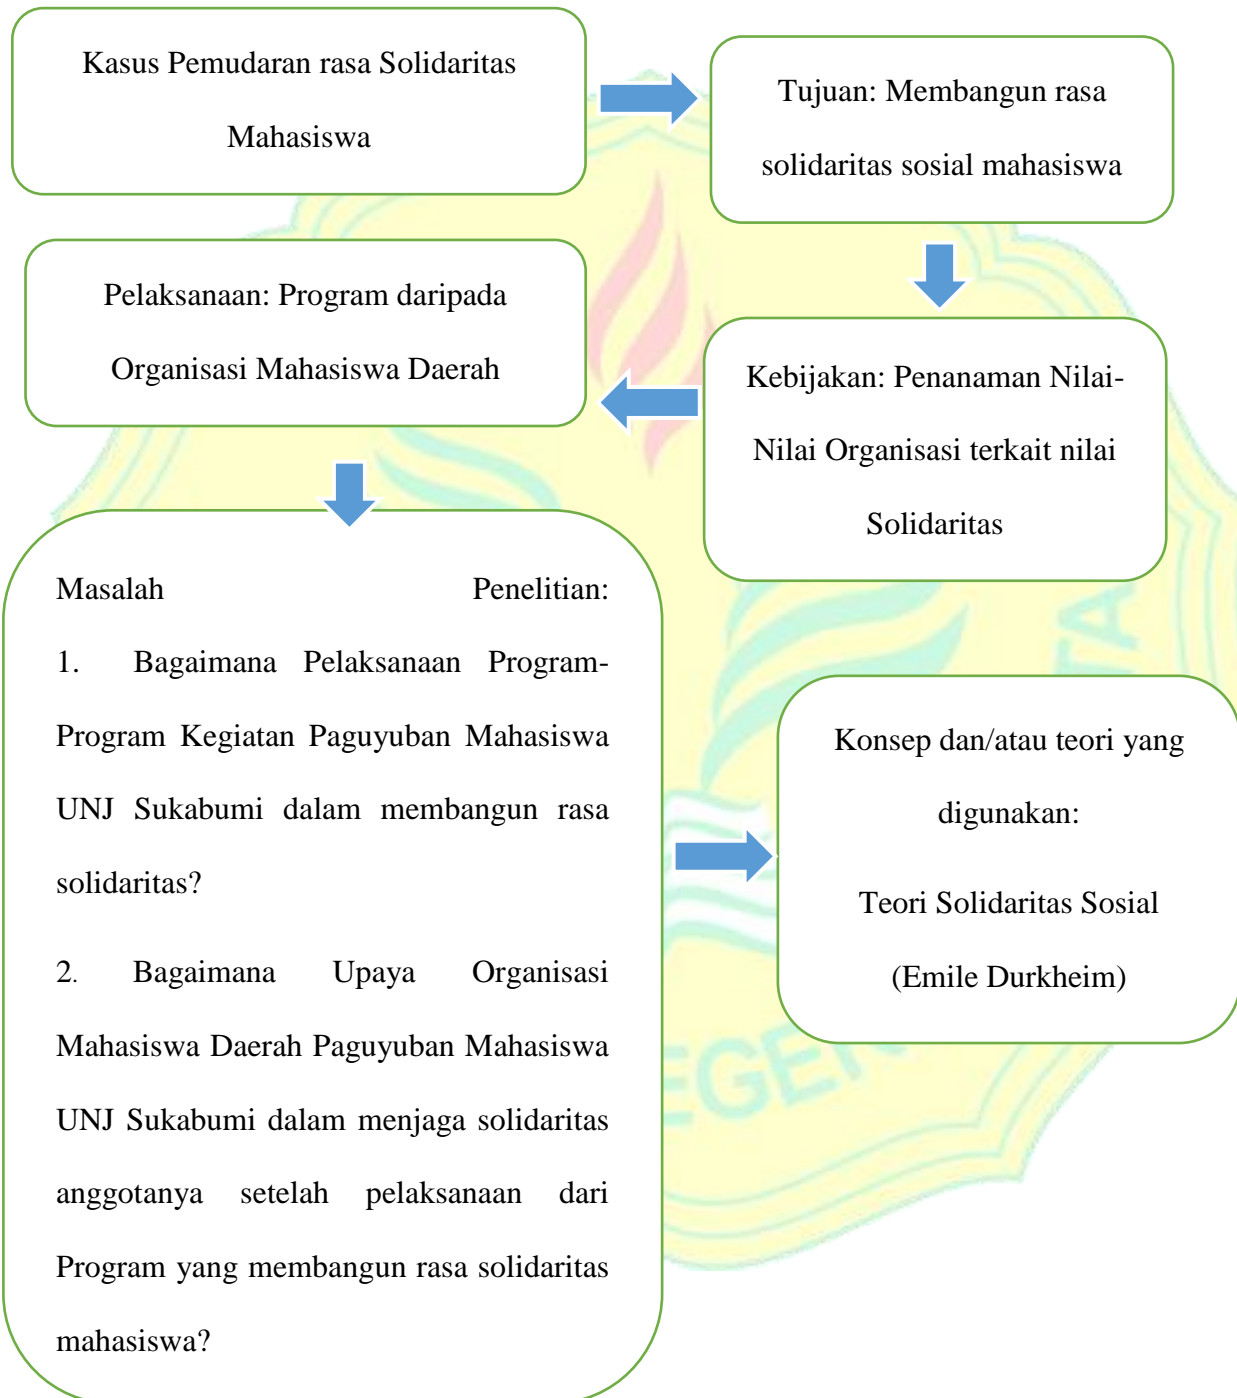 Kasus Pemudaran rasa Solidaritas
Mahasiswa
Tujuan: Membangun rasa
solidaritas sosial mahasiswa
Kebijakan: Penanaman Nilai-
Nilai Organisasi terkait nilai
Solidaritas
Pelaksanaan: Program daripada
Organisasi Mahasiswa Daerah
Masalah Penelitian:
1. Bagaimana Pelaksanaan Program-
Program Kegiatan Paguyuban Mahasiswa
UNJ Sukabumi dalam membangun rasa
solidaritas?
2. Bagaimana Upaya Organisasi
Mahasiswa Daerah Paguyuban Mahasiswa
UNJ Sukabumi dalam menjaga solidaritas
anggotanya setelah pelaksanaan dari
Program yang membangun rasa solidaritas
mahasiswa?
Konsep dan/atau teori yang
digunakan:
Teori Solidaritas Sosial
(Emile Durkheim)
EGER
TA